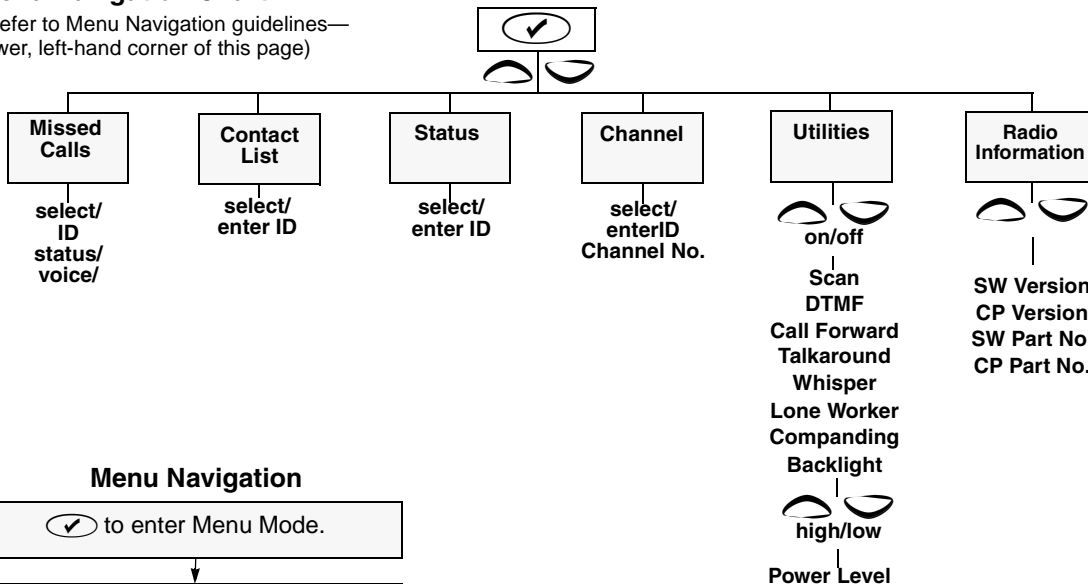 efer to Menu Navigation guidelines—
wer, left-hand corner of this page)
Missed
Calls
select/
ID
status/
voice/
Contact
List
select/
enter ID
Status
select/
enter ID
Channel
select/
enterID
Channel No.
Utilities
on/off
Scan
DTMF
Call Forward
Talkaround
Whisper
Lone Worker
Companding
Backlight
high/low
Power Level
Radio
Information
SW Version
CP Version
SW Part No.
CP Part No.
Menu Navigation
to enter Menu Mode.